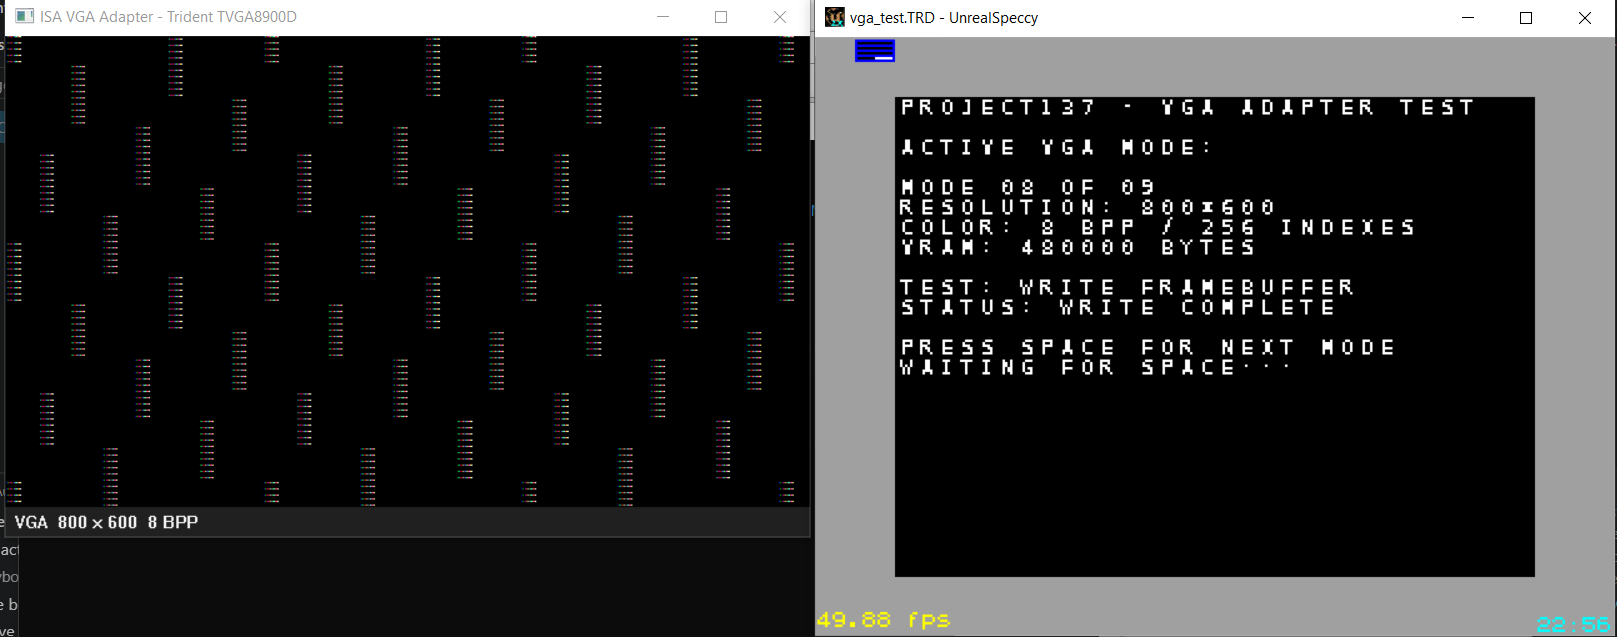 ISA VGA Adapter - Trident TVGA8900D
VGA 800 x 600 8 BPP
vga_test.TRD - UnrealSpeccy
PROJECT137 - VGA ADAPTER TEST
ACTIVE VGA MODE:
MODE 08 OF 09
RESOLUTION: 800x600
COLOR: 8 BPP / 256 INDEXES
VRAM: 480000 BYTES
TEST: WRITE FRAMEBUFFER
STATUS: WRITE COMPLETE
PRESS SPACE FOR NEXT MODE
WAITING FOR SPACE...
49.88 fps
22:56